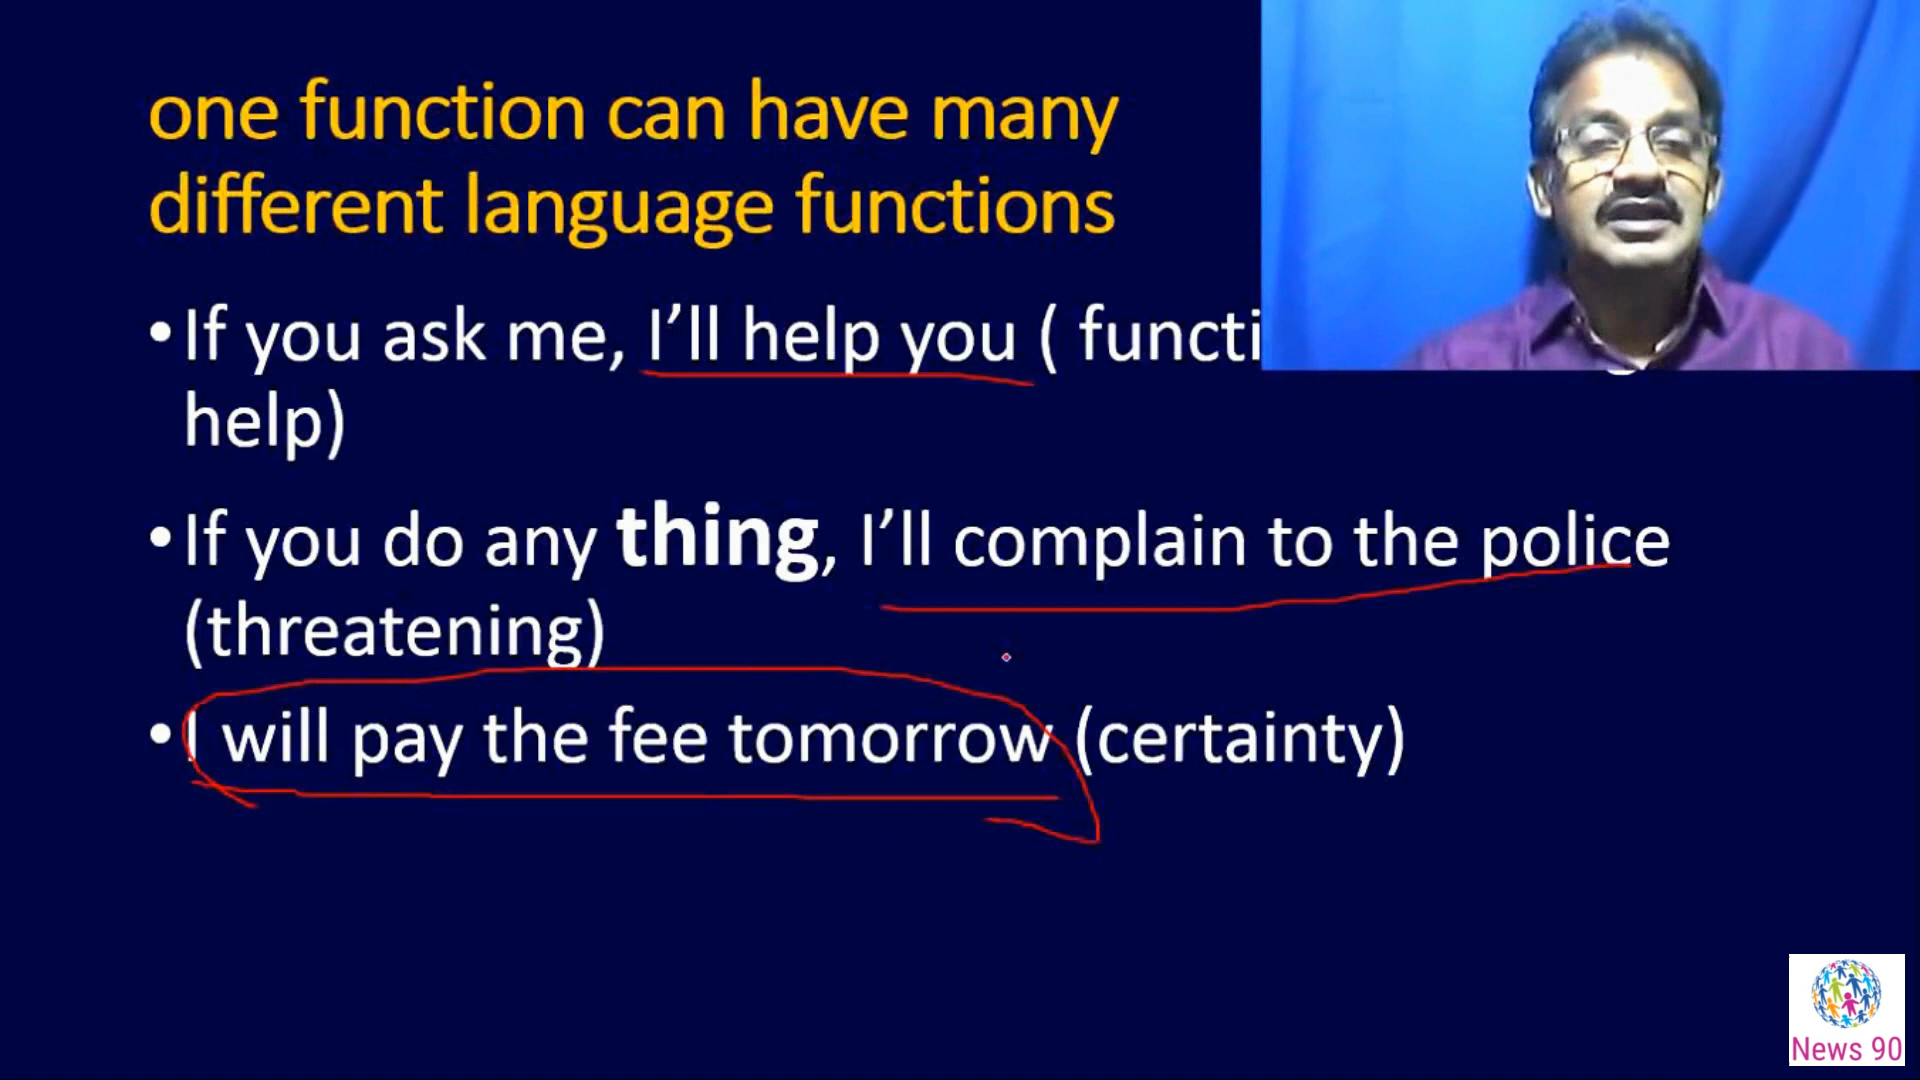 one function can have many
different language functions
•If you ask me, I’ll help you ( functi
help)
•If you do any thing, I’ll complain to the police
(threatening)
•I will pay the fee tomorrow (certainty)
News 90